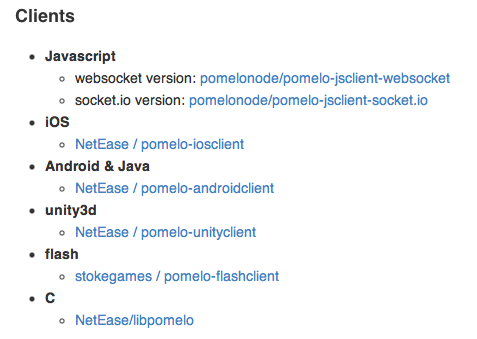 Clients
Javascript
websocket version: pomelonode/pomelo-jsclient-websocket
socket.io version: pomelonode/pomelo-jsclient-socket.io
iOS
NetEase / pomelo-iosclient
Android & Java
NetEase / pomelo-androidclient
unity3d
NetEase / pomelo-unityclient
flash
stokegames / pomelo-flashclient
C
NetEase/libpomelo